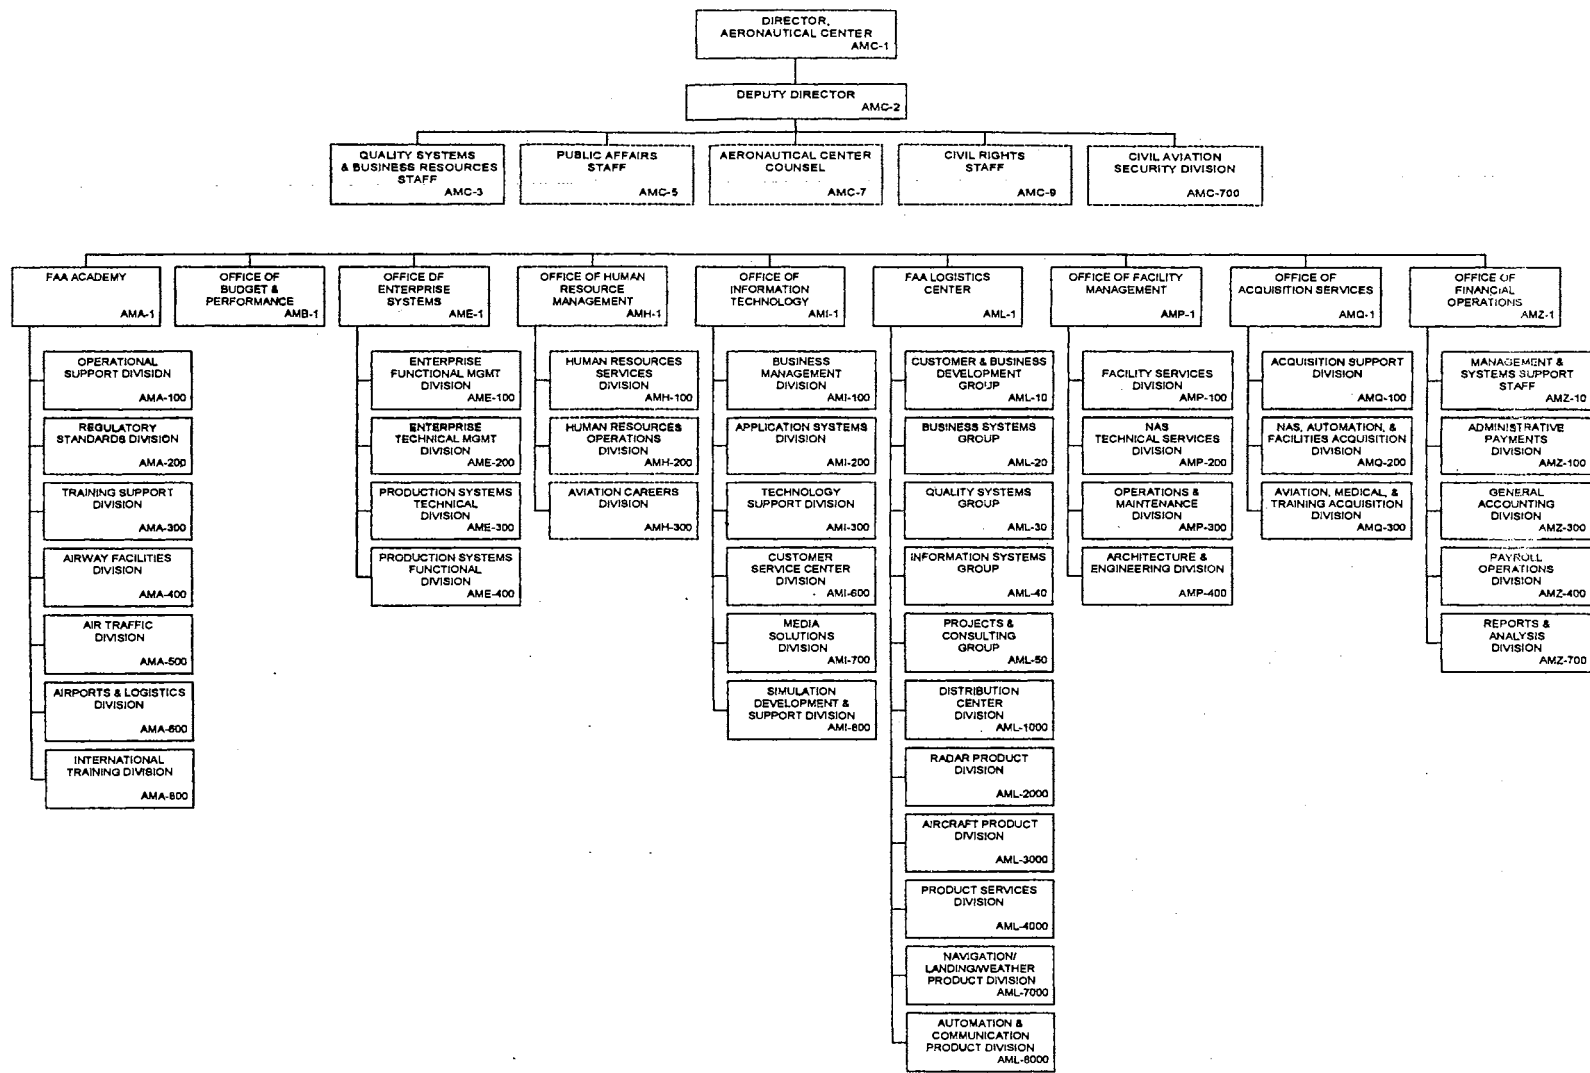 DIRECTOR,
AERONAUTICAL CENTER
AMC-1
DEPUTY DIRECTOR
AMC-2
QUALITY SYSTEMS
& BUSINESS RESOURCES
STAFF
AMC-3
PUBLIC AFFAIRS
STAFF
AMC-5
AERONAUTICAL CENTER
COUNSEL
AMC-7
CIVIL RIGHTS
STAFF
AMC-9
CIVIL AVIATION
SECURITY DIVISION
AMC-700
FAA ACADEMY
AMA-1
OFFICE OF
BUDGET &
PERFORMANCE
AMB-1
OFFICE OF
ENTERPRISE
SYSTEMS
AME-1
OFFICE OF HUMAN
RESOURCE
MANAGEMENT
AMH-1
OFFICE OF
INFORMATION
TECHNOLOGY
AMI-1
FAA LOGISTICS
CENTER
AML-1
OFFICE OF FACILITY
MANAGEMENT
AMP-1
OFFICE OF
ACQUISITION SERVICES
AMQ-1
OFFICE OF
FINANCIAL
OPERATIONS
AMZ-1
OPERATIONAL
SUPPORT DIVISION
AMA-100
REGULATORY
STANDARDS DIVISION
AMA-200
TRAINING SUPPORT
DIVISION
AMA-300
AIRWAY FACILITIES
DIVISION
AMA-400
AIR TRAFFIC
DIVISION
AMA-500
AIRPORTS & LOGISTICS
DIVISION
AMA-600
INTERNATIONAL
TRAINING DIVISION
AMA-800
ENTERPRISE
FUNCTIONAL MGMT
DIVISION
AME-100
ENTERPRISE
TECHNICAL MGMT
DIVISION
AME-200
PRODUCTION SYSTEMS
TECHNICAL
DIVISION
AME-300
PRODUCTION SYSTEMS
FUNCTIONAL
DIVISION
AME-400
HUMAN RESOURCES
SERVICES
DIVISION
AMH-100
HUMAN RESOURCES
OPERATIONS
DIVISION
AMH-200
AVIATION CAREERS
DIVISION
AMH-300
BUSINESS
MANAGEMENT
DIVISION
AMI-100
APPLICATION SYSTEMS
DIVISION
AMI-200
TECHNOLOGY
SUPPORT DIVISION
AMI-300
CUSTOMER
SERVICE CENTER
DIVISION
AMI-600
MEDIA
SOLUTIONS
DIVISION
AMI-700
SIMULATION
DEVELOPMENT &
SUPPORT DIVISION
AMI-800
CUSTOMER & BUSINESS
DEVELOPMENT
GROUP
AML-10
BUSINESS SYSTEMS
GROUP
AML-20
QUALITY SYSTEMS
GROUP
AML-30
INFORMATION SYSTEMS
GROUP
AML-40
PROJECTS &
CONSULTING
GROUP
AML-50
DISTRIBUTION
CENTER
DIVISION
AML-1000
RADAR PRODUCT
DIVISION
AML-2000
AIRCRAFT PRODUCT
DIVISION
AML-3000
PRODUCT SERVICES
DIVISION
AML-4000
NAVIGATION/
LANDING/WEATHER
PRODUCT DIVISION
AML-7000
AUTOMATION &
COMMUNICATION
PRODUCT DIVISION
AML-8000
FACILITY SERVICES
DIVISION
AMP-100
NAS
TECHNICAL SERVICES
DIVISION
AMP-200
OPERATIONS &
MAINTENANCE
DIVISION
AMP-300
ARCHITECTURE &
ENGINEERING DIVISION
AMP-400
ACQUISITION SUPPORT
DIVISION
AMQ-100
NAS, AUTOMATION, &
FACILITIES ACQUISITION
DIVISION
AMQ-200
AVIATION, MEDICAL, &
TRAINING ACQUISITION
DIVISION
AMQ-300
MANAGEMENT &
SYSTEMS SUPPORT
STAFF
AMZ-10
ADMINISTRATIVE
PAYMENTS
DIVISION
AMZ-100
GENERAL
ACCOUNTING
DIVISION
AMZ-300
PAYROLL
OPERATIONS
DIVISION
AMZ-400
REPORTS &
ANALYSIS
DIVISION
AMZ-700